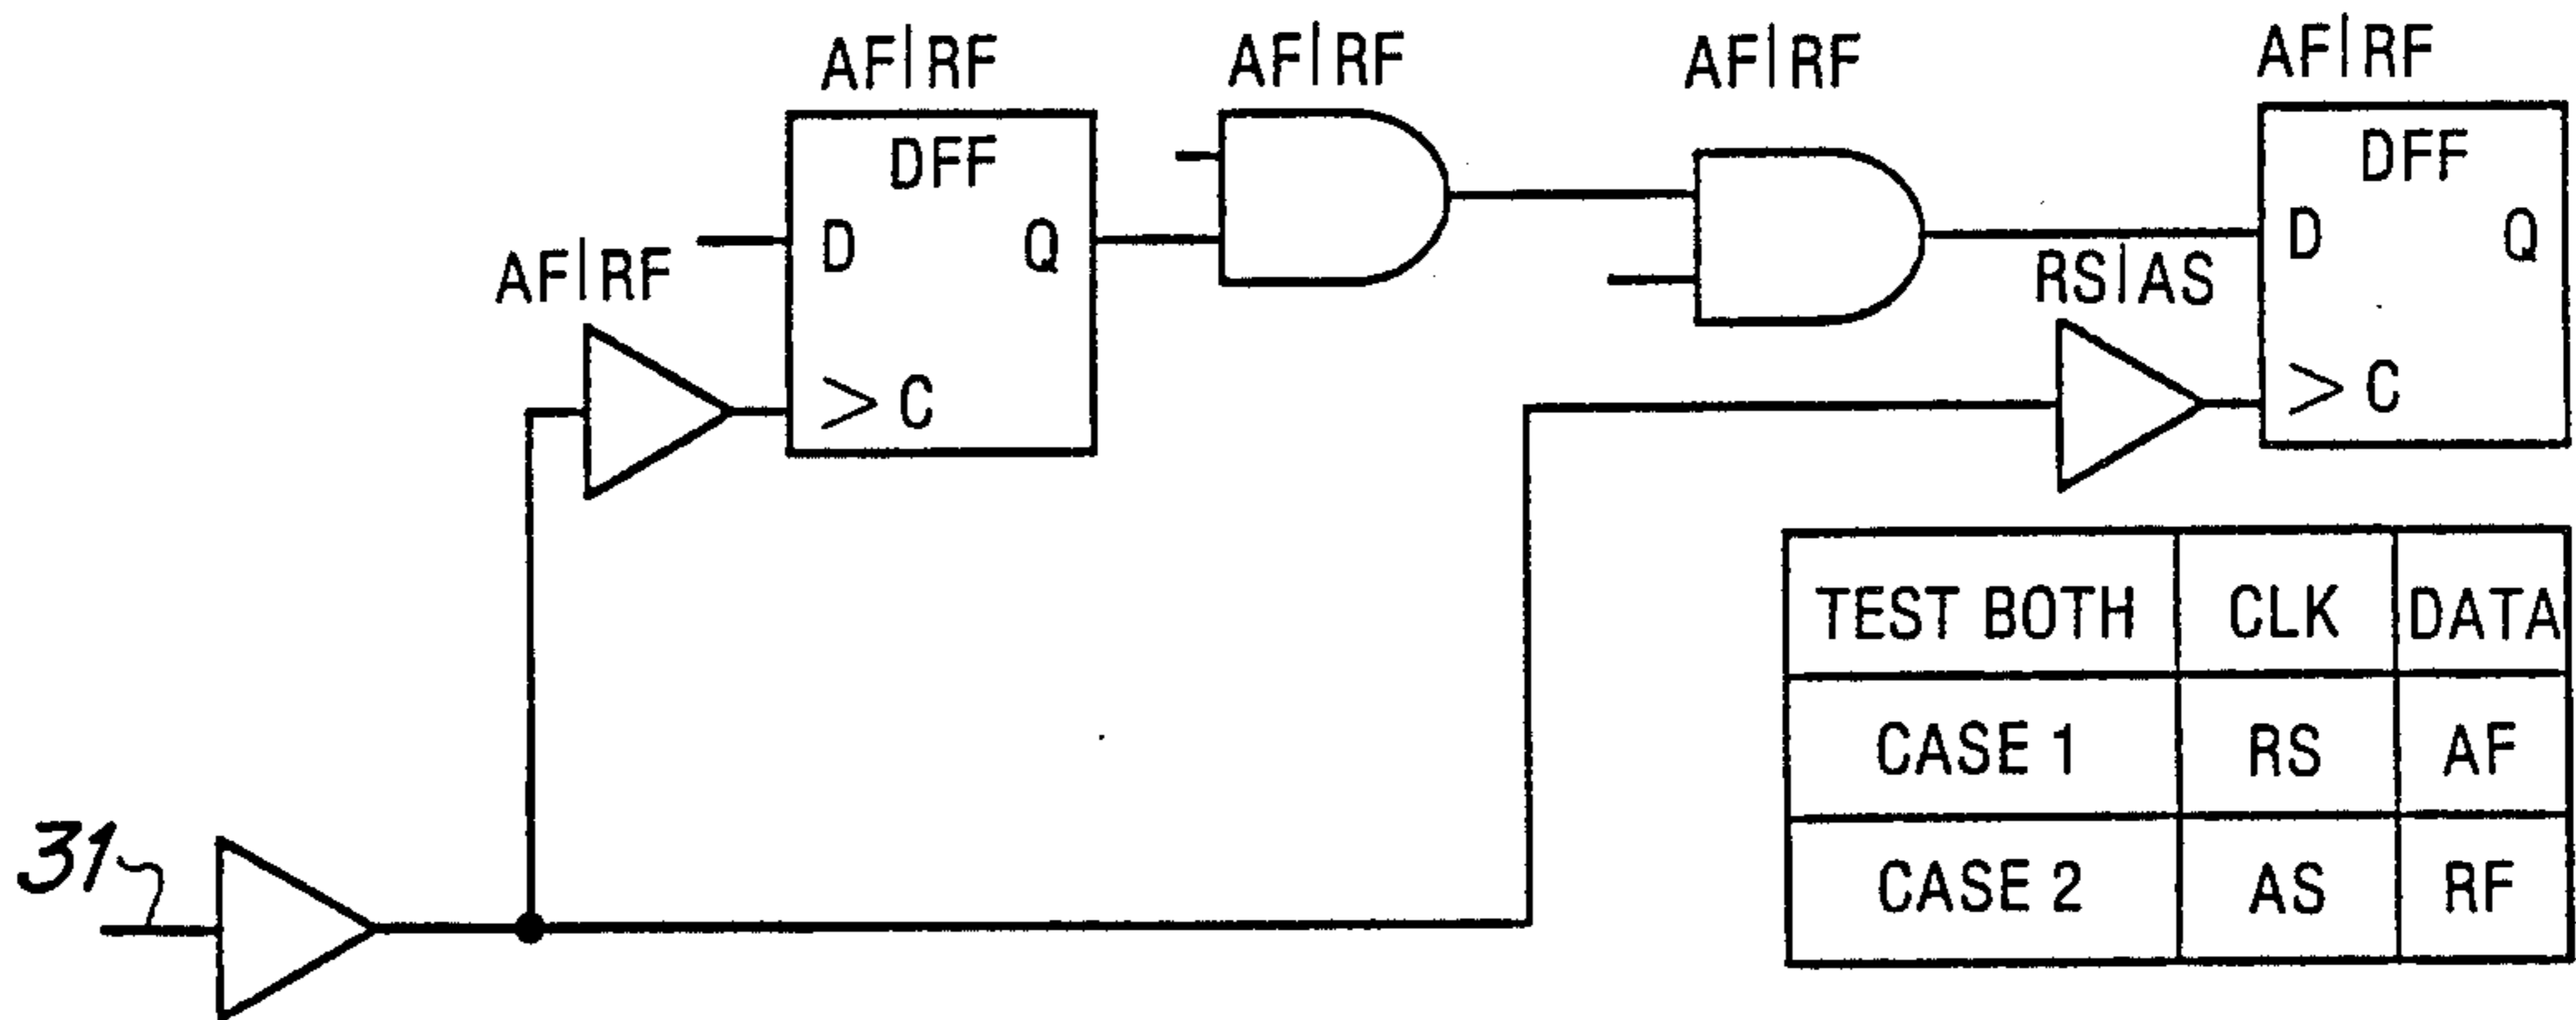 AF|RF
AF|RF
AF|RF
AF|RF
DFF
DFF
D
Q
D
Q
AF|RF
RS|AS
> C
> C
TEST BOTH CLK DATA
CASE 1 RS AF
CASE 2 AS RF
31